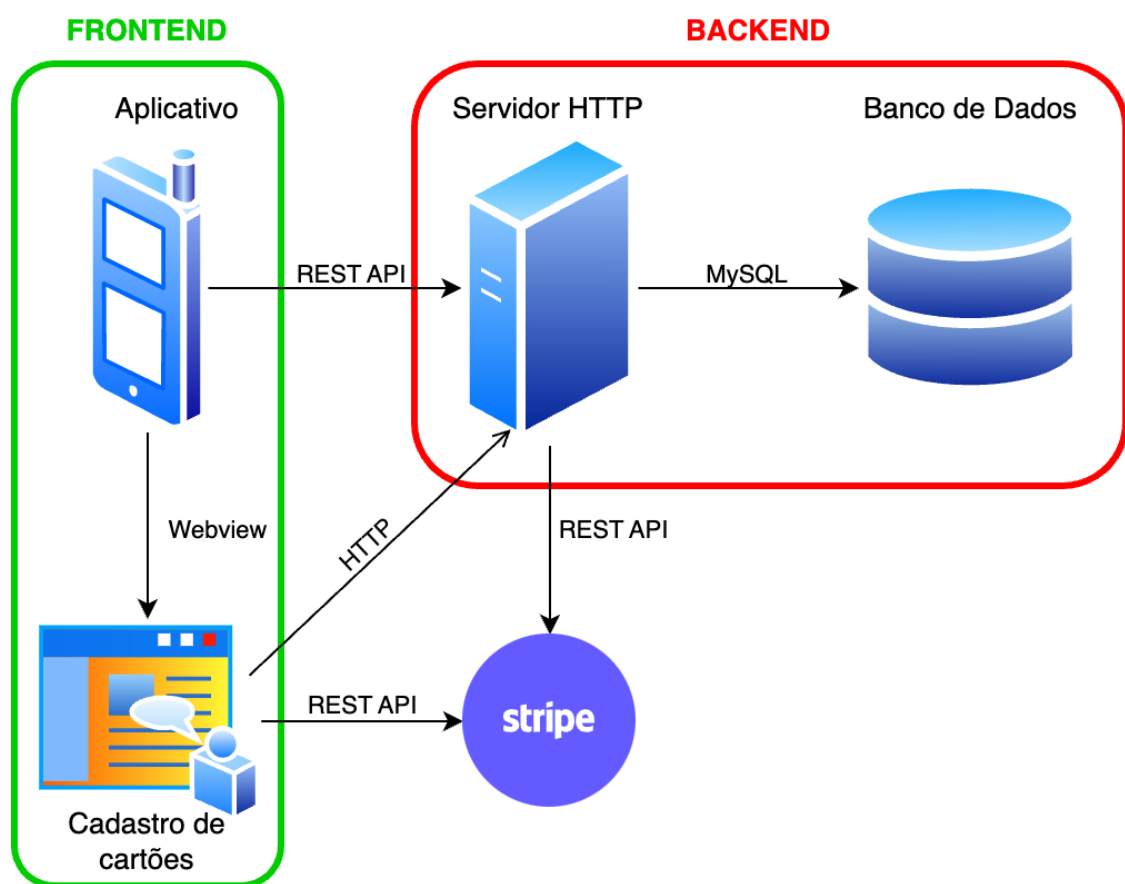 FRONTEND
BACKEND
Aplicativo
Servidor HTTP
Banco de Dados
REST API
MySQL
Webview
HTTP
REST API
REST API
stripe
Cadastro de
cartões